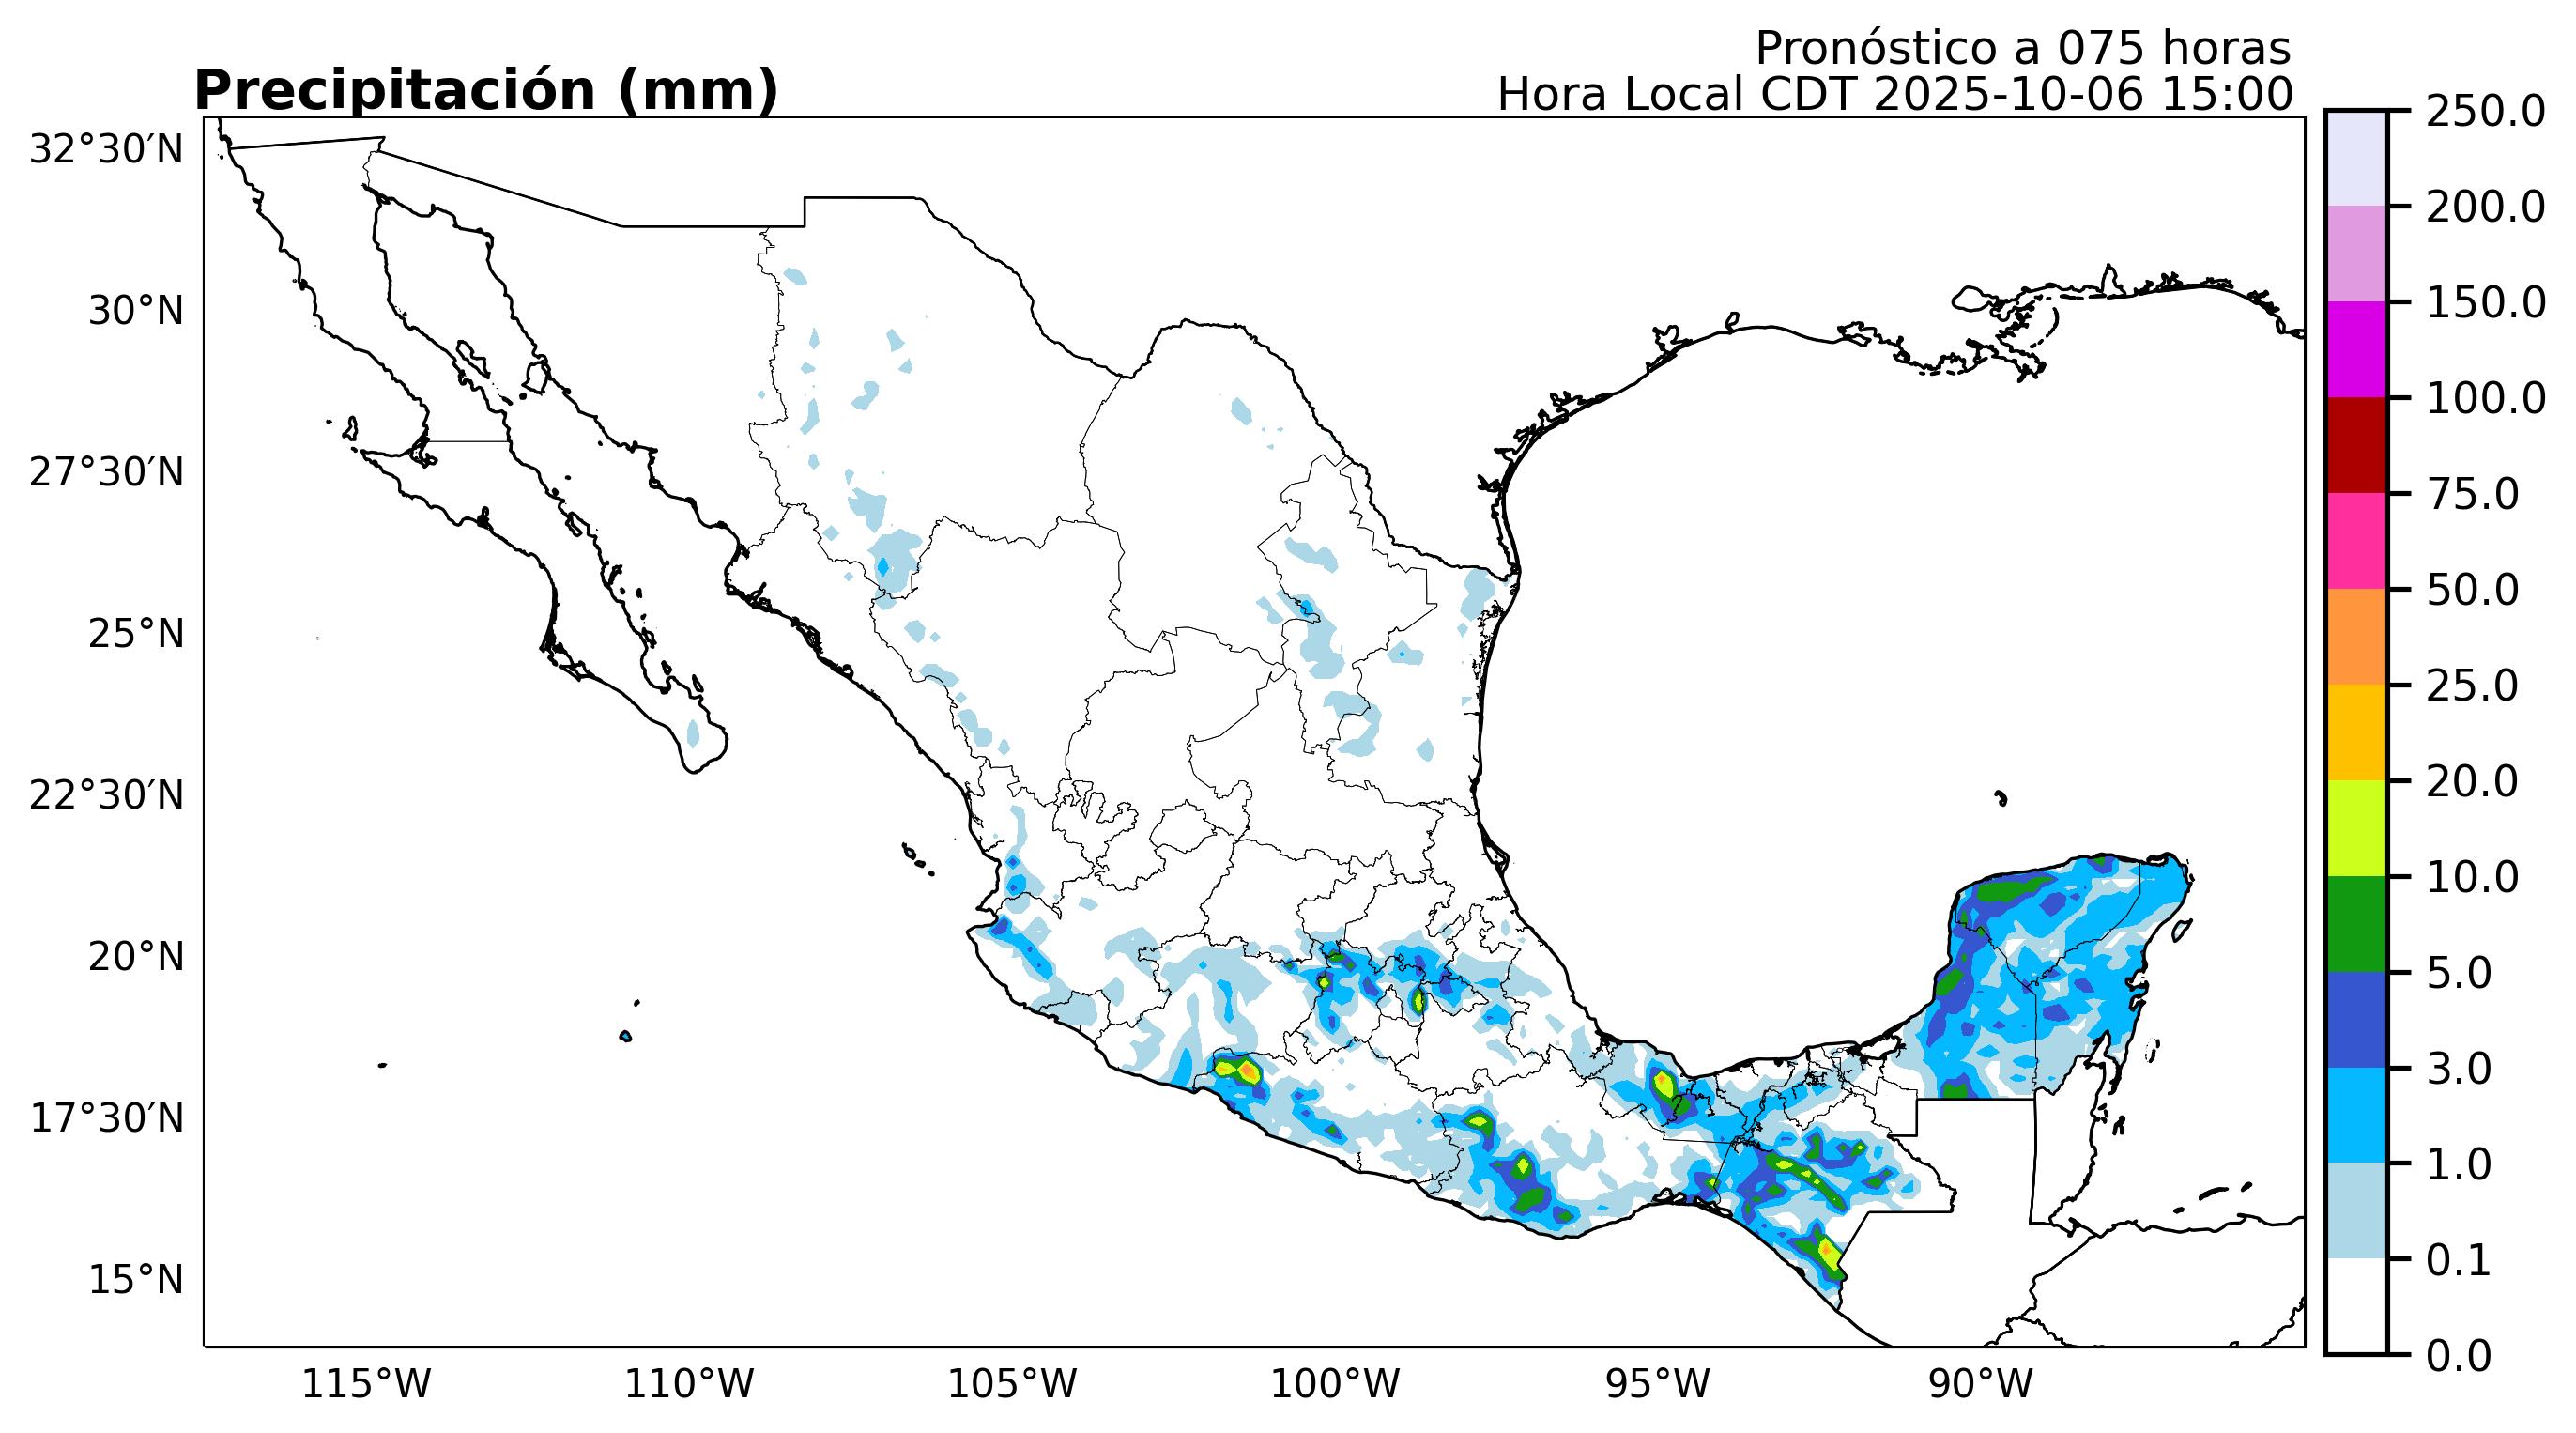 Pronóstico a 075 horas
Precipitación (mm)
Hora Local CDT 2025-10-06 15:00
32°30′N
30°N
27°30′N
25°N
22°30′N
20°N
17°30′N
15°N
115°W
110°W
105°W
100°W
95°W
90°W
250.0
200.0
150.0
100.0
75.0
50.0
25.0
20.0
10.0
5.0
3.0
1.0
0.1
0.0